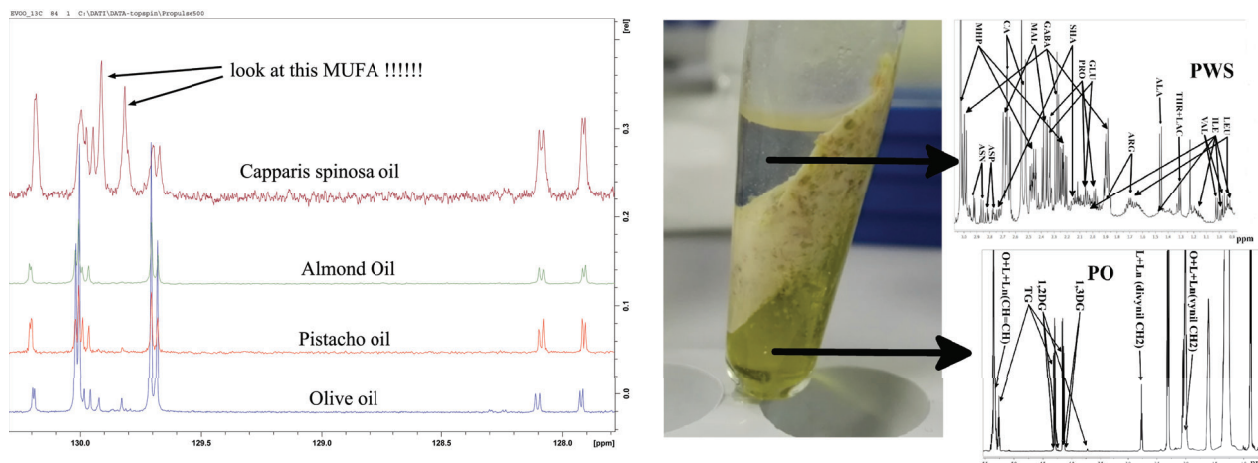 EVOO_13C 84 1 C:\DATI\DATA-topspin\Propulse500
[rel]
look at this MUFA !!!!!!
Capparis spinosa oil
Almond Oil
Pistacho oil
Olive oil
0.3
0.2
0.1
0.0
130.0
129.5
129.0
128.5
128.0
[ppm]
PWS
MHP
CA
MAL
GABA
SHA
PRO
GLU
ALA
THR+LAC
VAL
ILE
LEU
ARG
ASN
ASP
ppm
PO
O+L+Ln(CH=CH)
TG
1,2DG
1,3DG
L+Ln (divynil CH2)
O+L+Ln(vynil CH2)